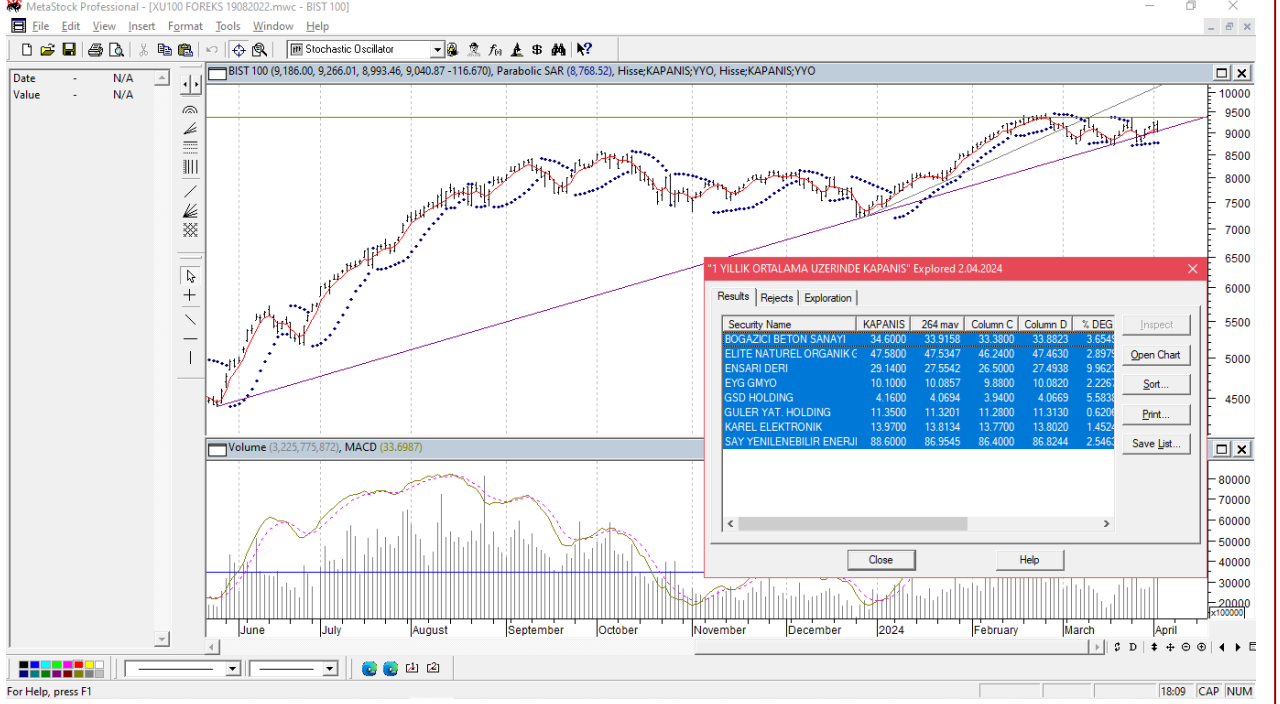 MetaStock Professional - [XU100 FOREKS 19082022.mwc - BIST 100]
File Edit View Insert Format Tools Window Help
Stochastic Oscillator
Date - N/A
Value - N/A
BIST 100 (9,186.00, 9,266.01, 8,993.46, 9,040.87 -116.670), Parabolic SAR (8,768.52), Hisse;KAPANIS;YYO, Hisse;KAPANIS;YYO
10000
9500
9000
8500
8000
7500
7000
6500
6000
5500
5000
4500
"1 YILLIK ORTALAMA UZERINDE KAPANIS" Explored 2.04.2024
Results Rejects Exploration
Security Name KAPANIS 264 mav Column C Column D % DEG
BOGAZICI BETON SANAYI 34.6000 33.9158 33.3800 33.8823 3.6545
ELITE NATUREL ORGANIK G 47.5800 47.5347 46.2400 47.4630 2.8979
ENSARI DERI 29.1400 27.5542 26.5000 27.4938 9.9623
EYG GMYO 10.1000 10.0857 9.8800 10.0820 2.2267
GSD HOLDING 4.1600 4.0694 3.9400 4.0669 5.5838
GULER YAT. HOLDING 11.3500 11.3201 11.2800 11.3130 0.6206
KAREL ELEKTRONIK 13.9700 13.8134 13.7700 13.8020 1.4524
SAY YENILENEBILIR ENERJI 88.6000 86.9545 86.4000 86.8244 2.5463
Inspect
Open Chart
Sort...
Print...
Save List...
Close Help
Volume (3,225,775,872), MACD (33.6987)
80000
70000
60000
50000
40000
30000
20000
x100000
June July August September October November December 2024 February March April
D
For Help, press F1
18:09 CAP NUM